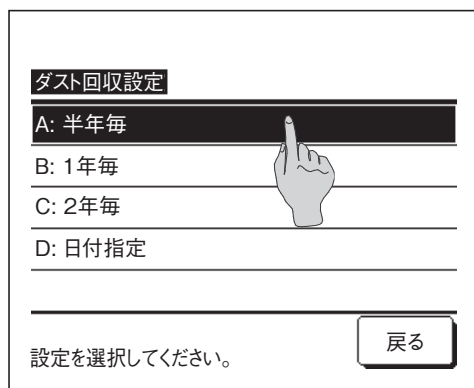 ダスト回収設定
A: 半年毎
B: 1年毎
C: 2年毎
D: 日付指定
設定を選択してください。
戻る